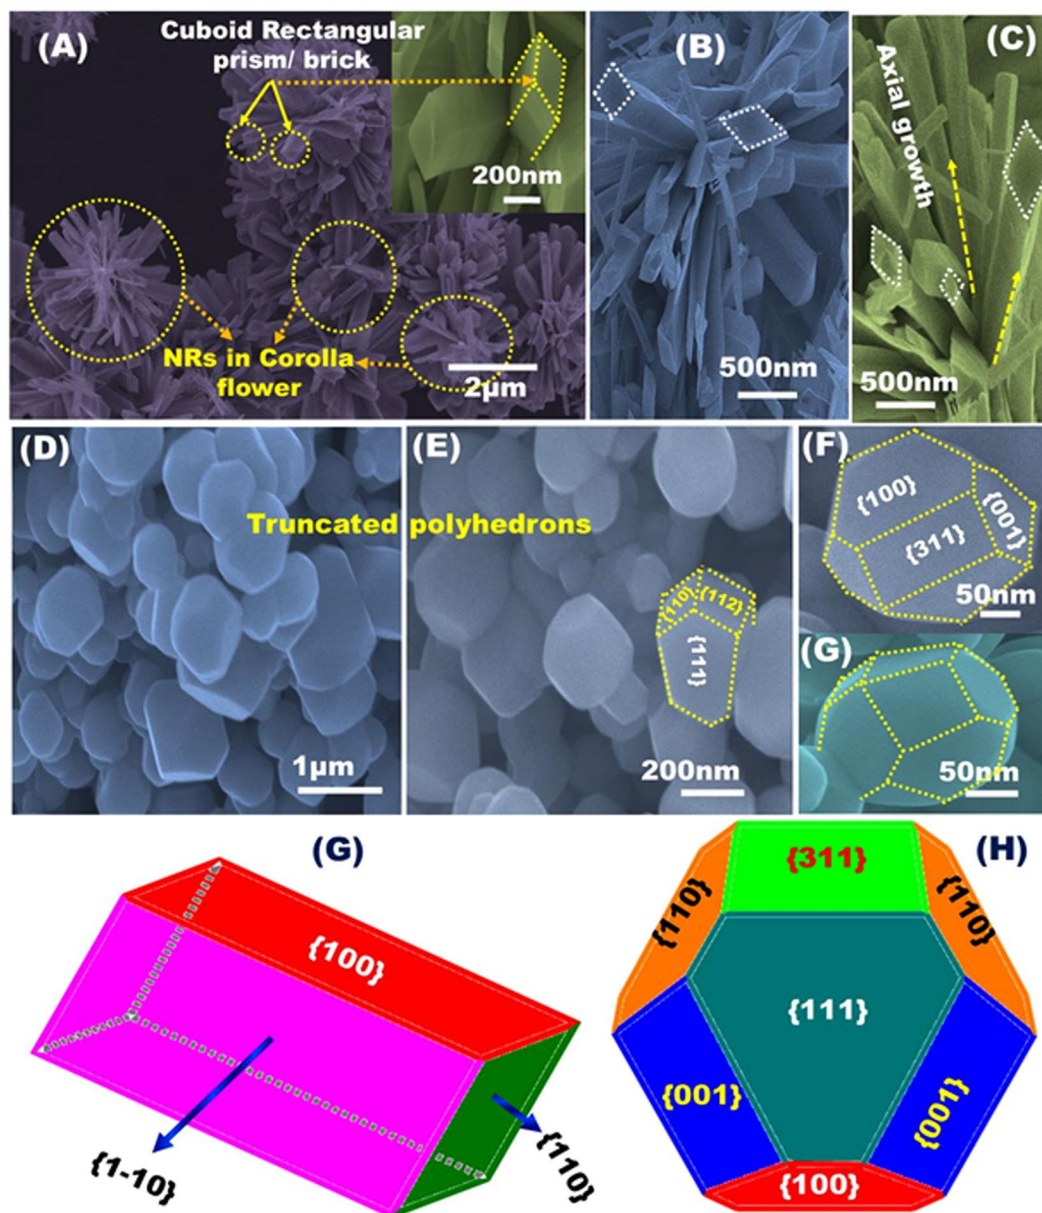 (A)
Cuboid Rectangular
prism/ brick
200nm
NRs in Corolla
flower
2µm
(B)
500nm
(C)
Axial growth
500nm
(D)
1µm
(E)
Truncated polyhedrons
{110}
{112}
{111}
200nm
(F)
{100}
{311}
{001}
50nm
(G)
50nm
(G)
{100}
{1-10}
{110}
(H)
{311}
{110}
{110}
{111}
{001}
{001}
{100}